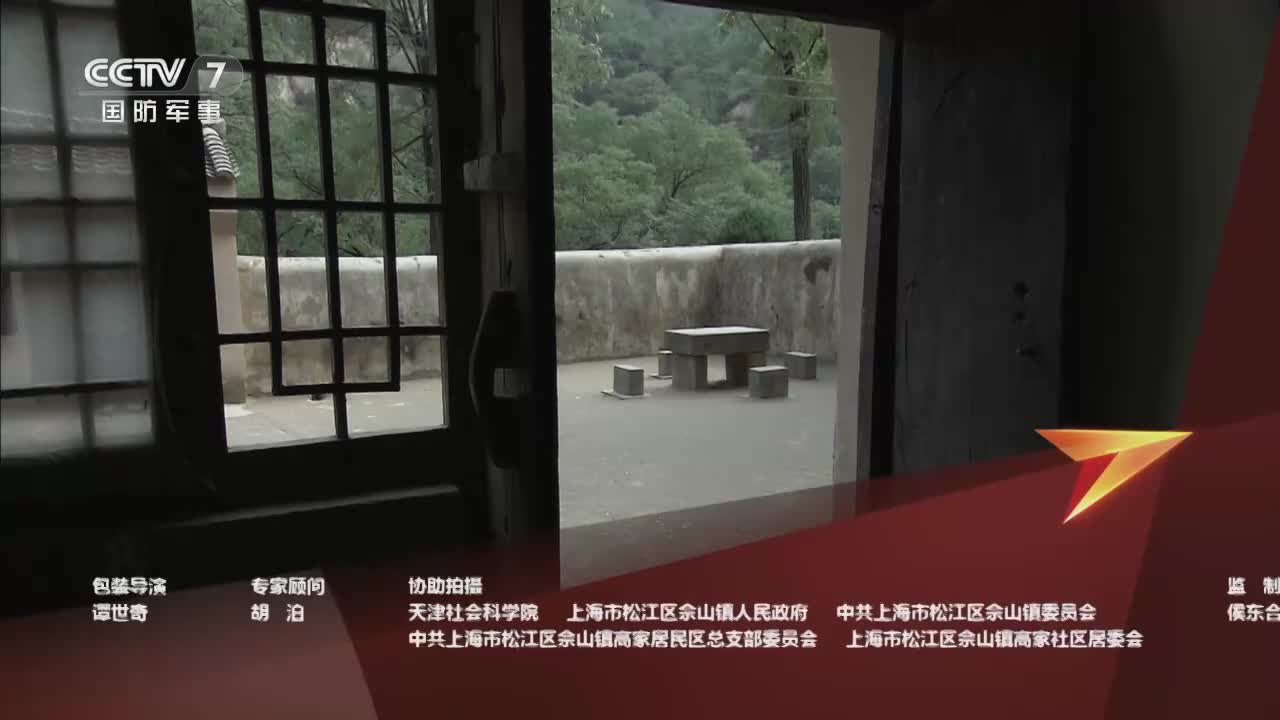 CCTV 7
国防军事
包装导演 专家顾问 协助拍摄 监 制
谭世奇 胡 泊 天津社会科学院 上海市松江区佘山镇人民政府 中共上海市松江区佘山镇委员会 侯东合
中共上海市松江区佘山镇高家居民区总支部委员会 上海市松江区佘山镇高家社区居委会